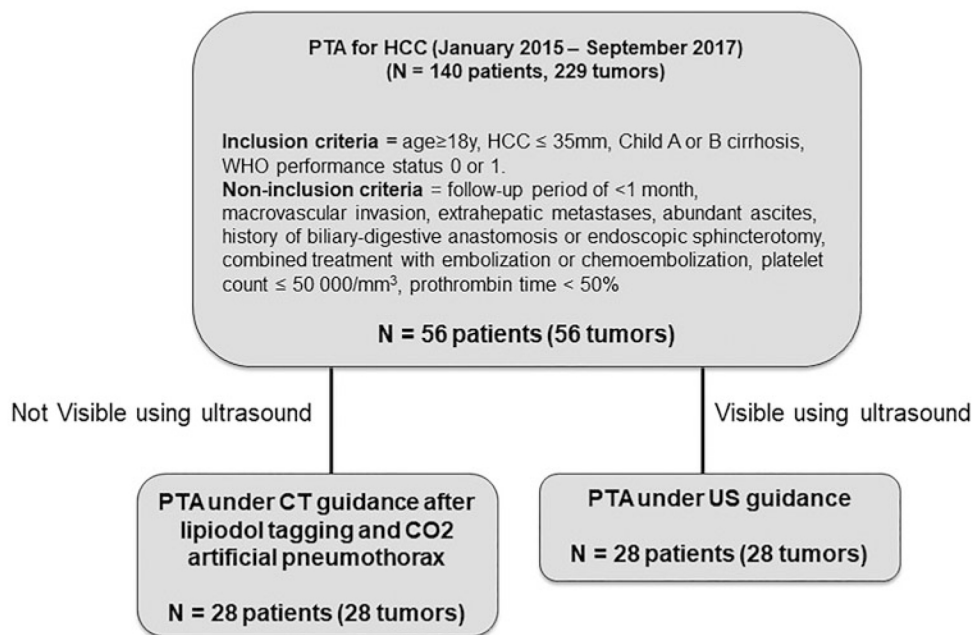 PTA for HCC (January 2015 – September 2017)
(N = 140 patients, 229 tumors)
Inclusion criteria = age≥18y, HCC ≤ 35mm, Child A or B cirrhosis,
WHO performance status 0 or 1.
Non-inclusion criteria = follow-up period of <1 month,
macrovascular invasion, extrahepatic metastases, abundant ascites,
history of biliary-digestive anastomosis or endoscopic sphincterotomy,
combined treatment with embolization or chemoembolization, platelet
count ≤ 50 000/mm³, prothrombin time < 50%
N = 56 patients (56 tumors)
Not Visible using ultrasound
Visible using ultrasound
PTA under CT guidance after
lipiodol tagging and CO2
artificial pneumothorax
N = 28 patients (28 tumors)
PTA under US guidance
N = 28 patients (28 tumors)